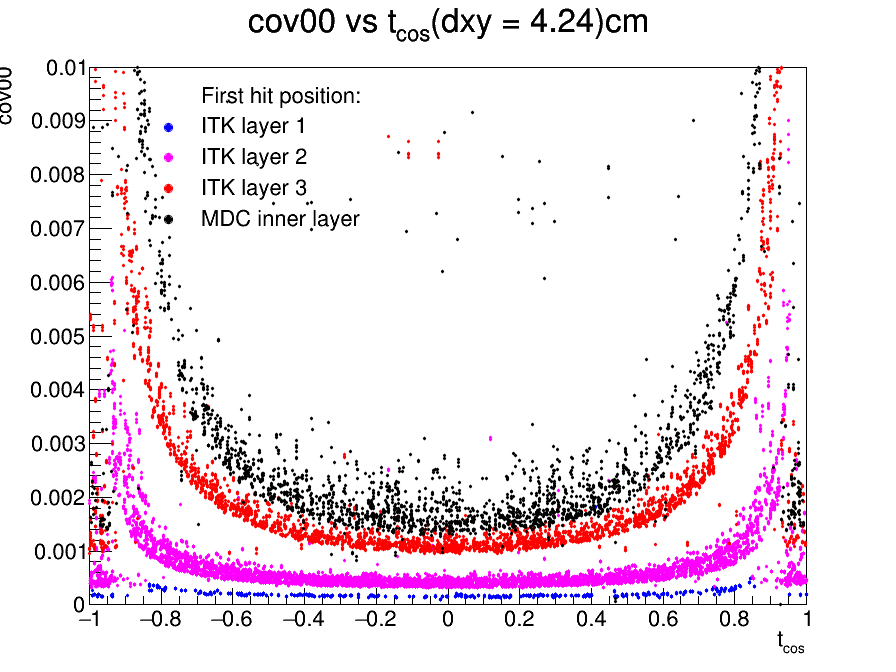 cov00 vs tcos(dxy = 4.24)cm
cov00
0.01
0.009
0.008
0.007
0.006
0.005
0.004
0.003
0.002
0.001
0
First hit position:
ITK layer 1
ITK layer 2
ITK layer 3
MDC inner layer
−1 −0.8 −0.6 −0.4 −0.2 0 0.2 0.4 0.6 0.8 1
tcos